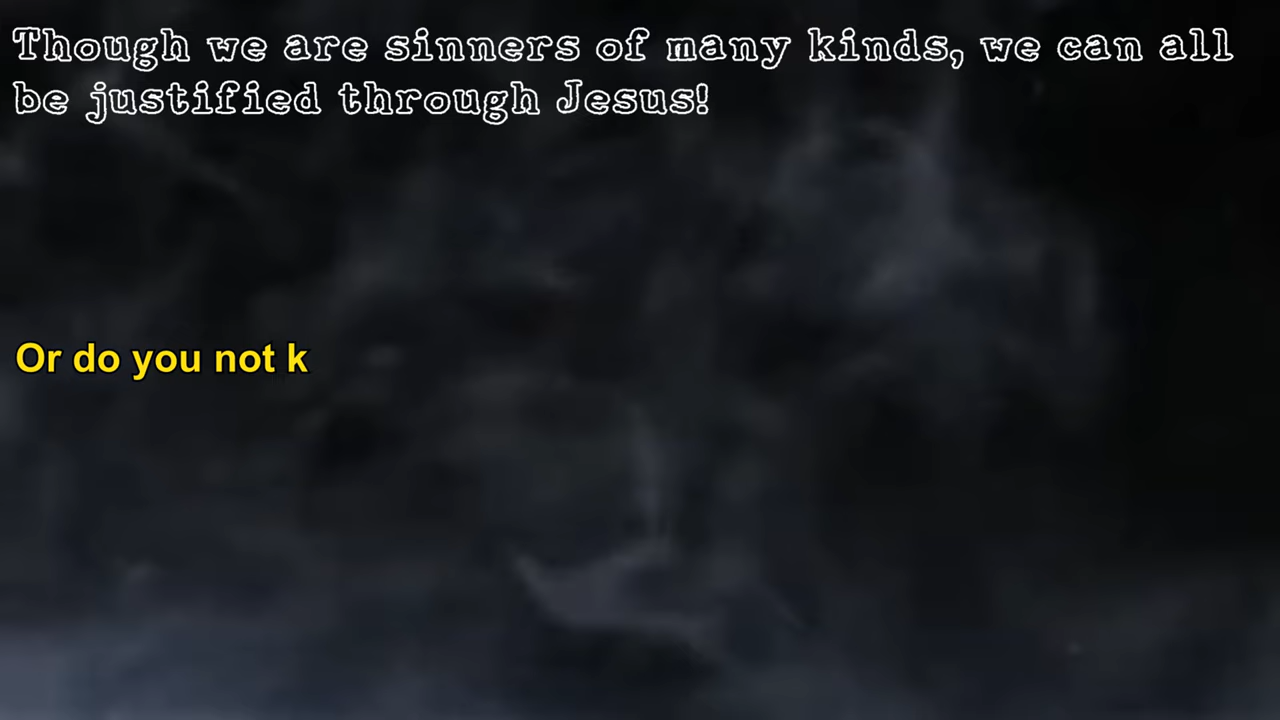 Though we are sinners of many kinds, we can all
be justified through Jesus!
Or do you not k